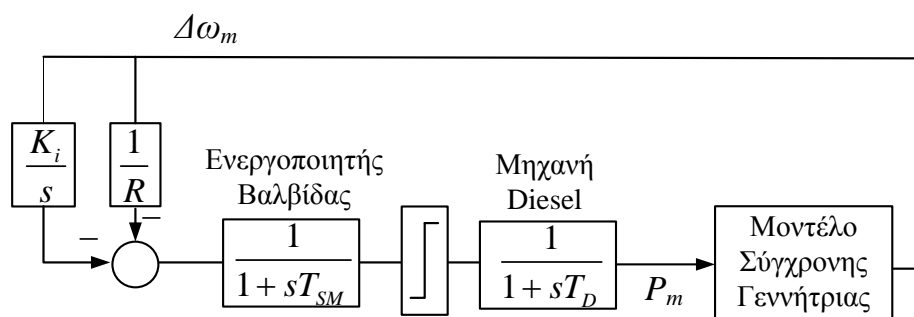 Δω_m
K_i
s
1
R
−
−
Ενεργοποιητής
Βαλβίδας
1
1 + sT_SM
Μηχανή
Diesel
1
1 + sT_D
P_m
Μοντέλο
Σύγχρονης
Γεννήτριας